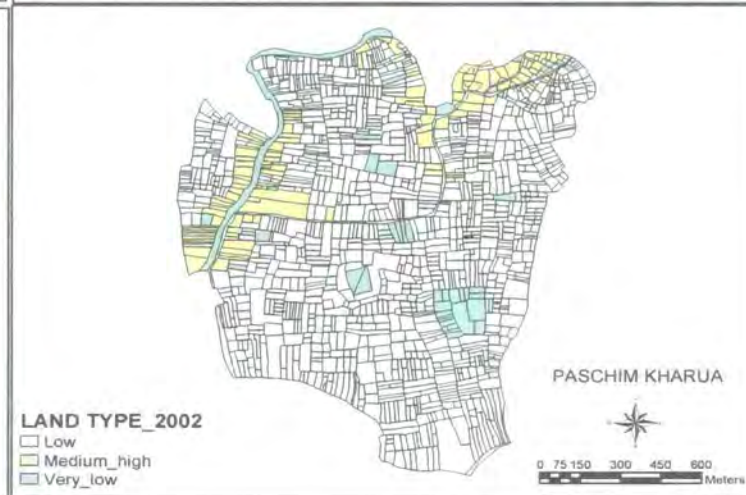 PASCHIM KHARUA
LAND TYPE_2002
Low
Medium_high
Very_low
0 75 150 300 450 600
Meters